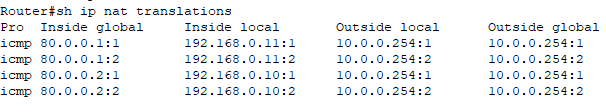 Router#sh ip nat translations
Pro  Inside global     Inside local       Outside local      Outside global
icmp 80.0.0.1:1        192.168.0.11:1     10.0.0.254:1       10.0.0.254:1
icmp 80.0.0.1:2        192.168.0.11:2     10.0.0.254:2       10.0.0.254:2
icmp 80.0.0.2:1        192.168.0.10:1     10.0.0.254:1       10.0.0.254:1
icmp 80.0.0.2:2        192.168.0.10:2     10.0.0.254:2       10.0.0.254:2